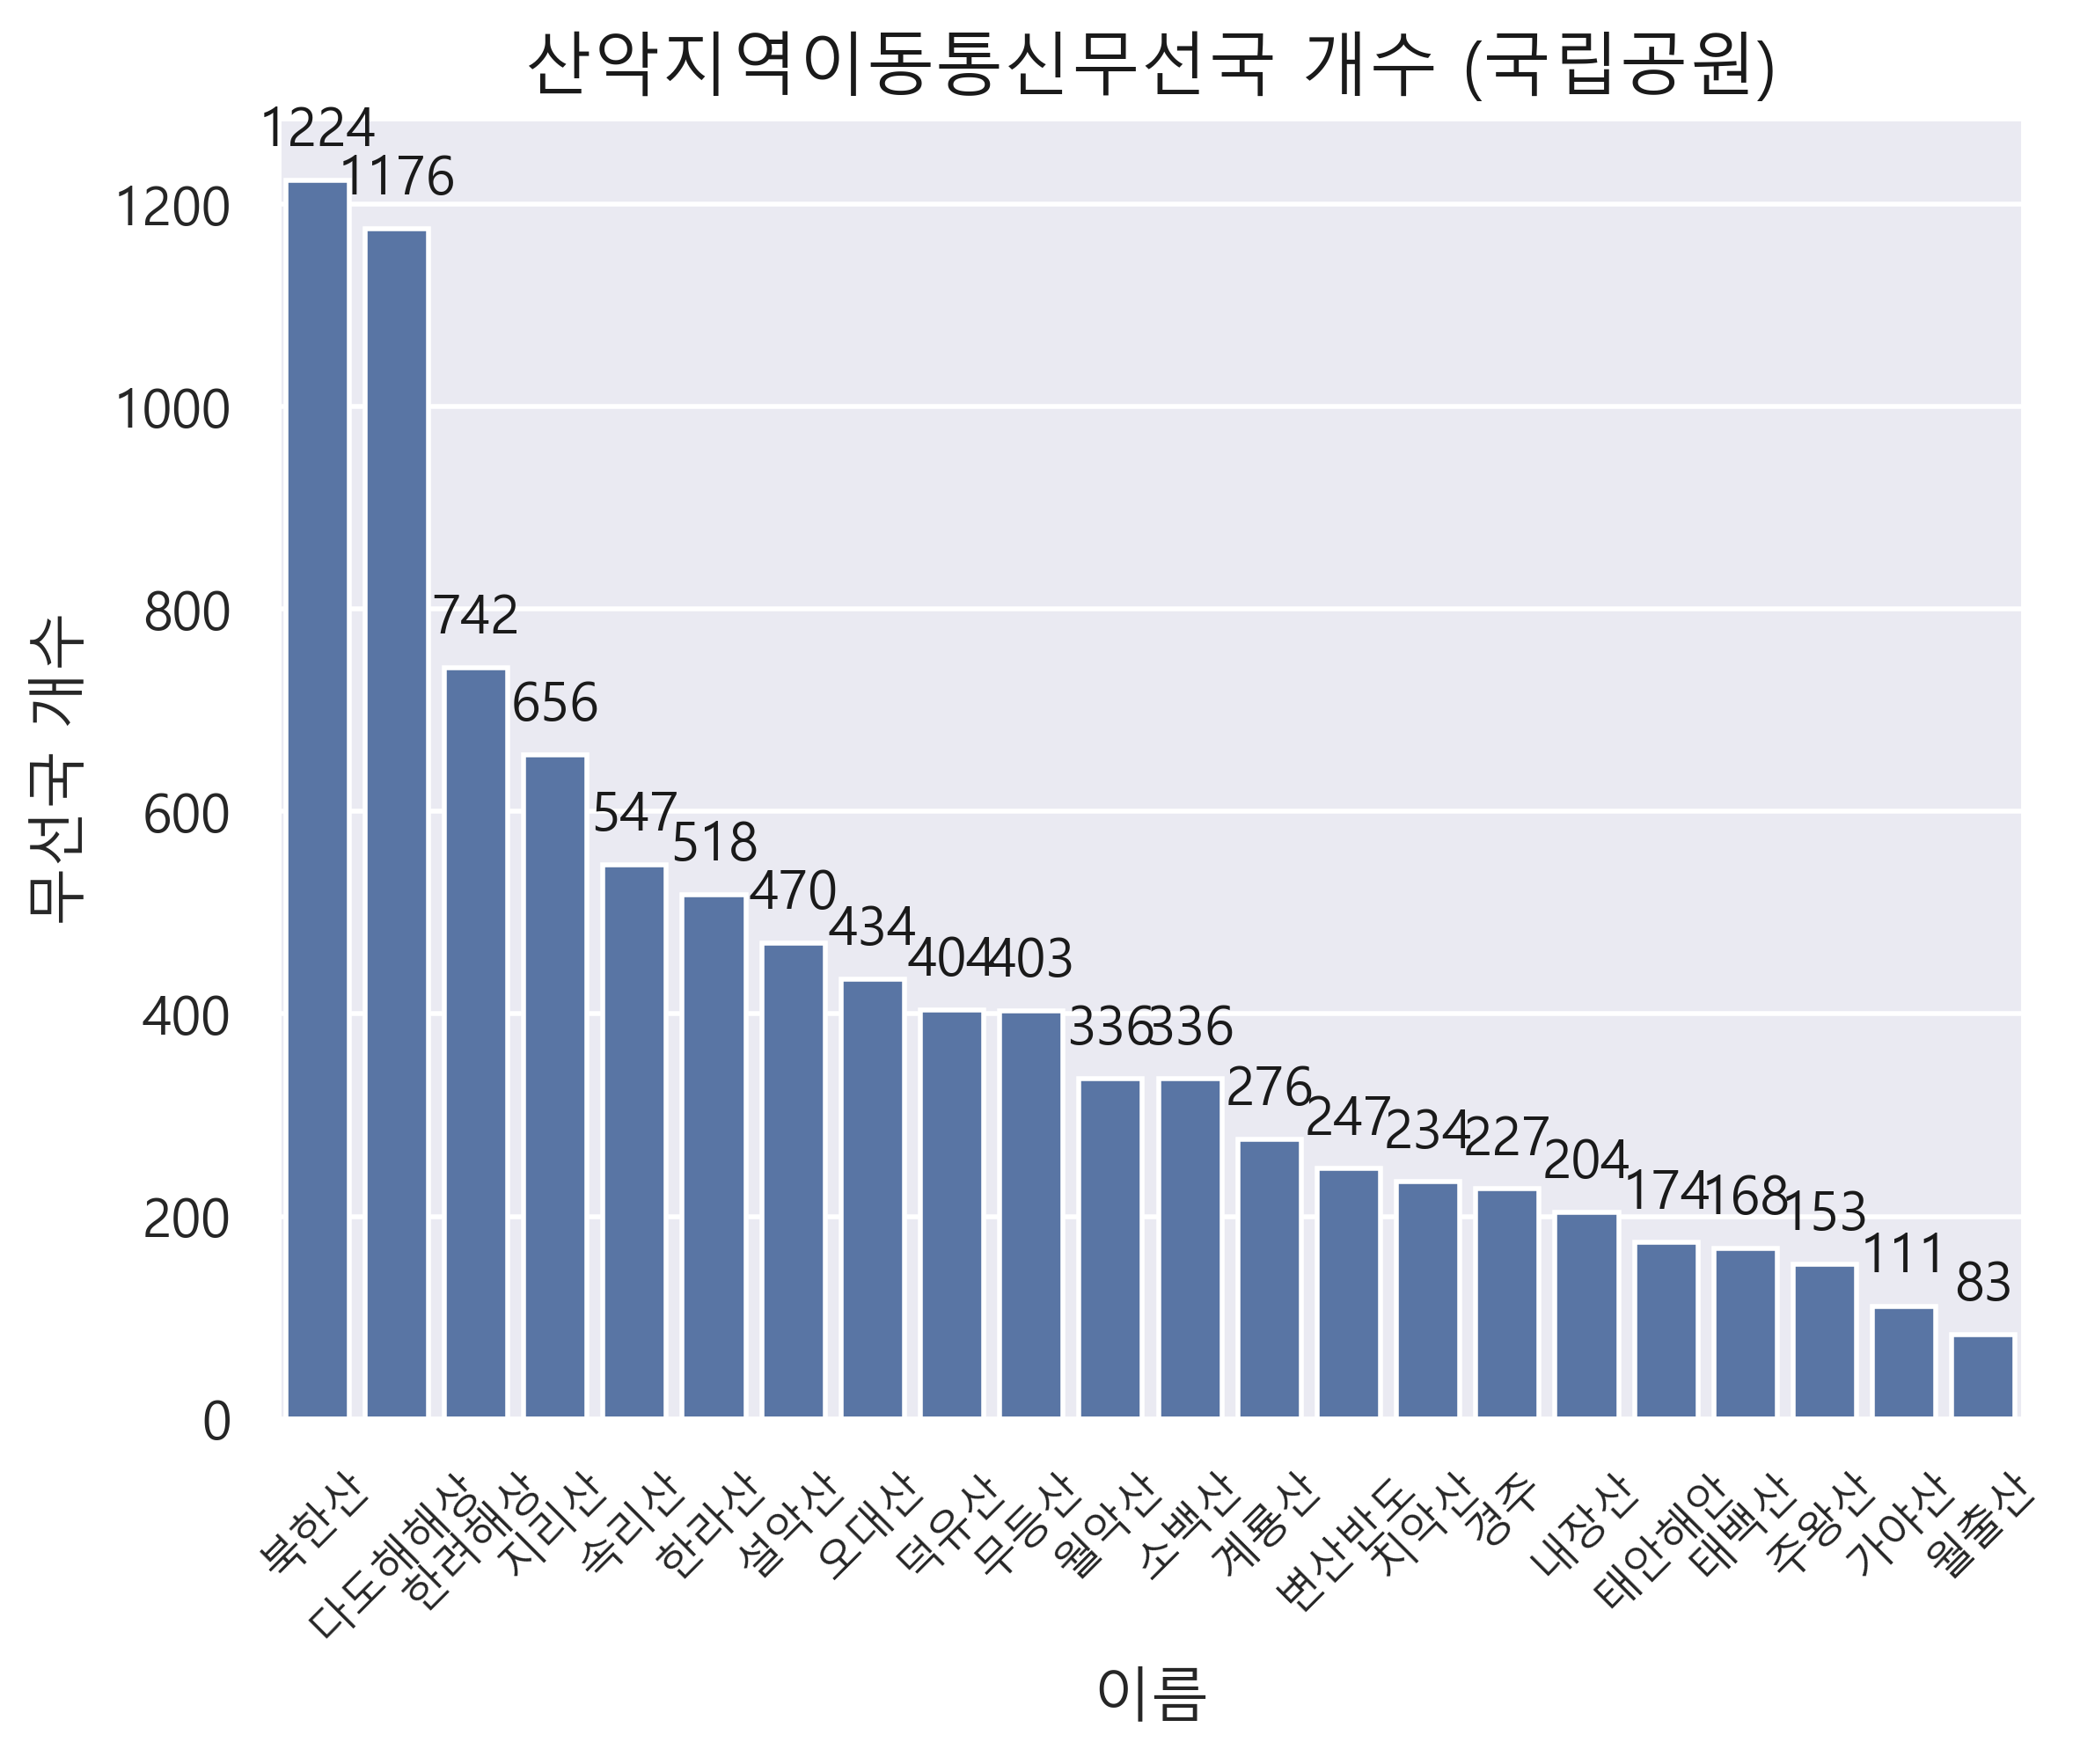 산악지역이동통신무선국 개수 (국립공원)
무선국 개수
1200
1000
800
600
400
200
0
1224
1176
742
656
547
518
470
434
404
403
336
336
276
247
234
227
204
174
168
153
111
83
북한산
다도해해상
한려해상
지리산
속리산
한라산
설악산
오대산
덕유산
무등산
월악산
소백산
계룡산
변산반도
치악산
경주
내장산
태안해안
태백산
주왕산
가야산
월출산
이름